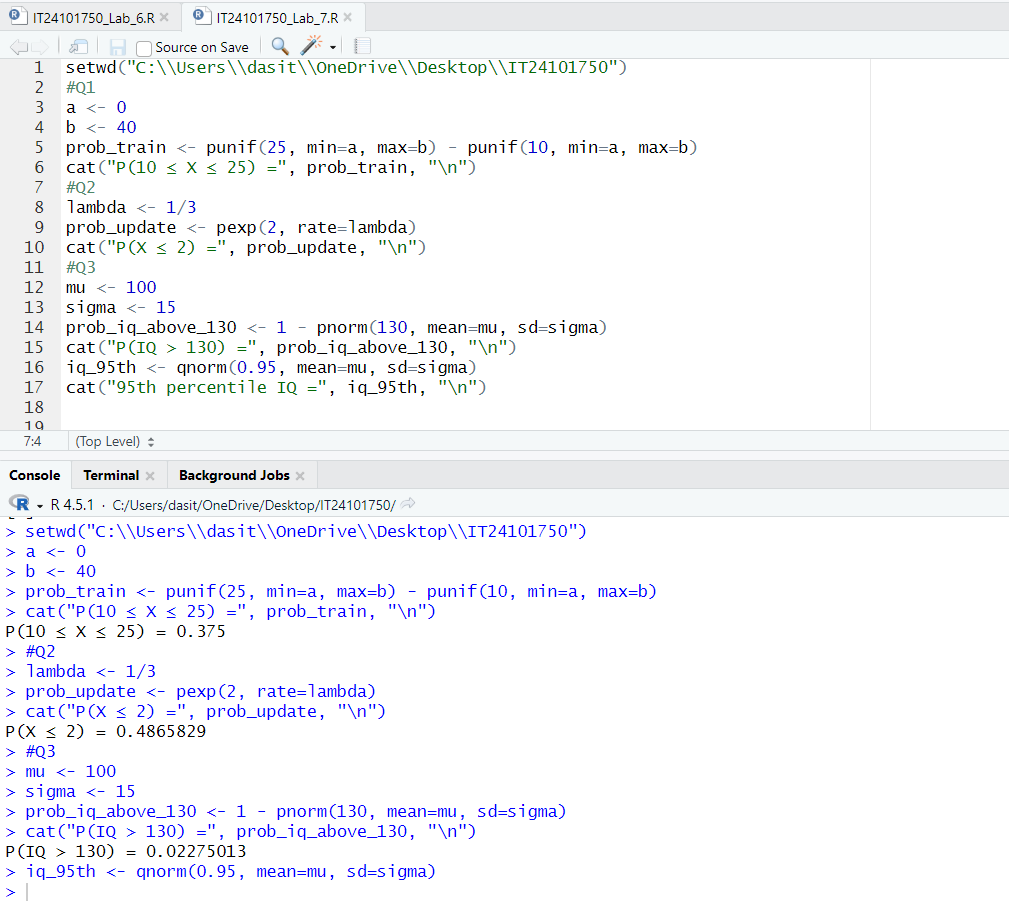 IT24101750_Lab_6.R IT24101750_Lab_7.R
Source on Save
1 setwd("C:\\Users\\dasit\\OneDrive\\Desktop\\IT24101750")
2 #Q1
3 a <- 0
4 b <- 40
5 prob_train <- punif(25, min=a, max=b) - punif(10, min=a, max=b)
6 cat("P(10 ≤ X ≤ 25) =", prob_train, "\n")
7 #Q2
8 lambda <- 1/3
9 prob_update <- pexp(2, rate=lambda)
10 cat("P(X ≤ 2) =", prob_update, "\n")
11 #Q3
12 mu <- 100
13 sigma <- 15
14 prob_iq_above_130 <- 1 - pnorm(130, mean=mu, sd=sigma)
15 cat("P(IQ > 130) =", prob_iq_above_130, "\n")
16 iq_95th <- qnorm(0.95, mean=mu, sd=sigma)
17 cat("95th percentile IQ =", iq_95th, "\n")
18
19
7:4 (Top Level)
Console Terminal Background Jobs
R R 4.5.1 · C:/Users/dasit/OneDrive/Desktop/IT24101750/
> setwd("C:\\Users\\dasit\\OneDrive\\Desktop\\IT24101750")
> a <- 0
> b <- 40
> prob_train <- punif(25, min=a, max=b) - punif(10, min=a, max=b)
> cat("P(10 ≤ X ≤ 25) =", prob_train, "\n")
P(10 ≤ X ≤ 25) = 0.375
> #Q2
> lambda <- 1/3
> prob_update <- pexp(2, rate=lambda)
> cat("P(X ≤ 2) =", prob_update, "\n")
P(X ≤ 2) = 0.4865829
> #Q3
> mu <- 100
> sigma <- 15
> prob_iq_above_130 <- 1 - pnorm(130, mean=mu, sd=sigma)
> cat("P(IQ > 130) =", prob_iq_above_130, "\n")
P(IQ > 130) = 0.02275013
> iq_95th <- qnorm(0.95, mean=mu, sd=sigma)
>